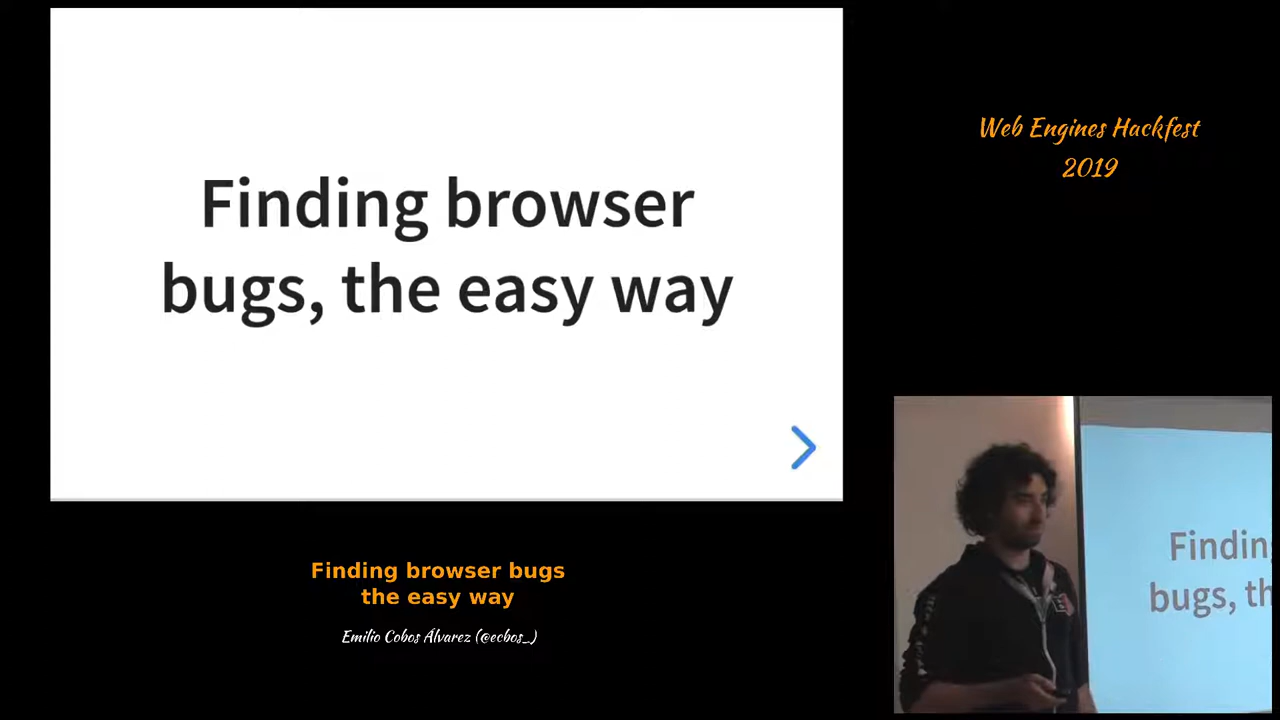 Finding browser
bugs, the easy way
Web Engines Hackfest
2019
Finding browser bugs
the easy way
Emilio Cobos Álvarez (@ecbos_)
Findin
bugs, th